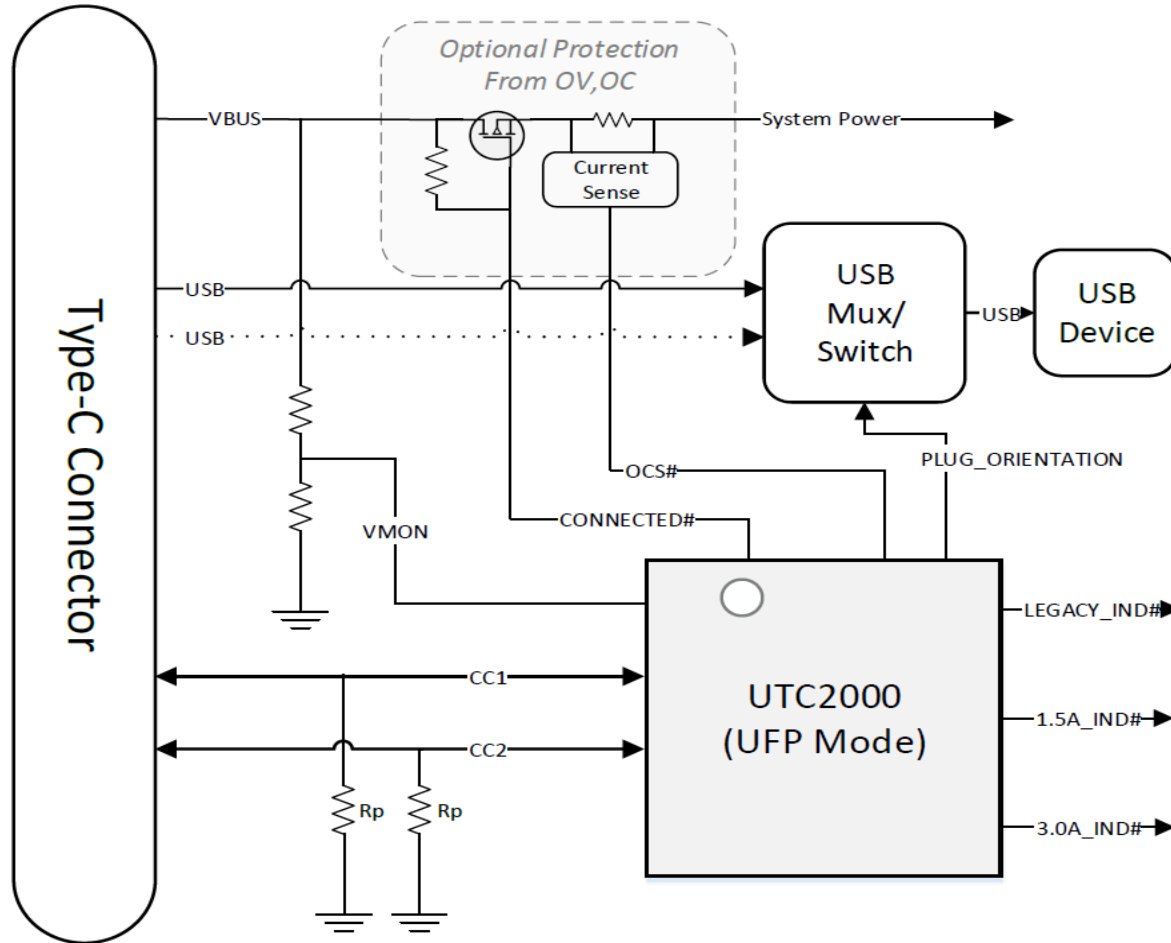 Optional Protection
From OV,OC
VBUS
System Power
Current
Sense
USB
USB
USB
Mux/
Switch
USB
USB
Device
Type-C Connector
PLUG_ORIENTATION
OCS#
CONNECTED#
VMON
LEGACY_IND#
CC1
UTC2000
(UFP Mode)
1.5A_IND#
CC2
Rp
Rp
3.0A_IND#